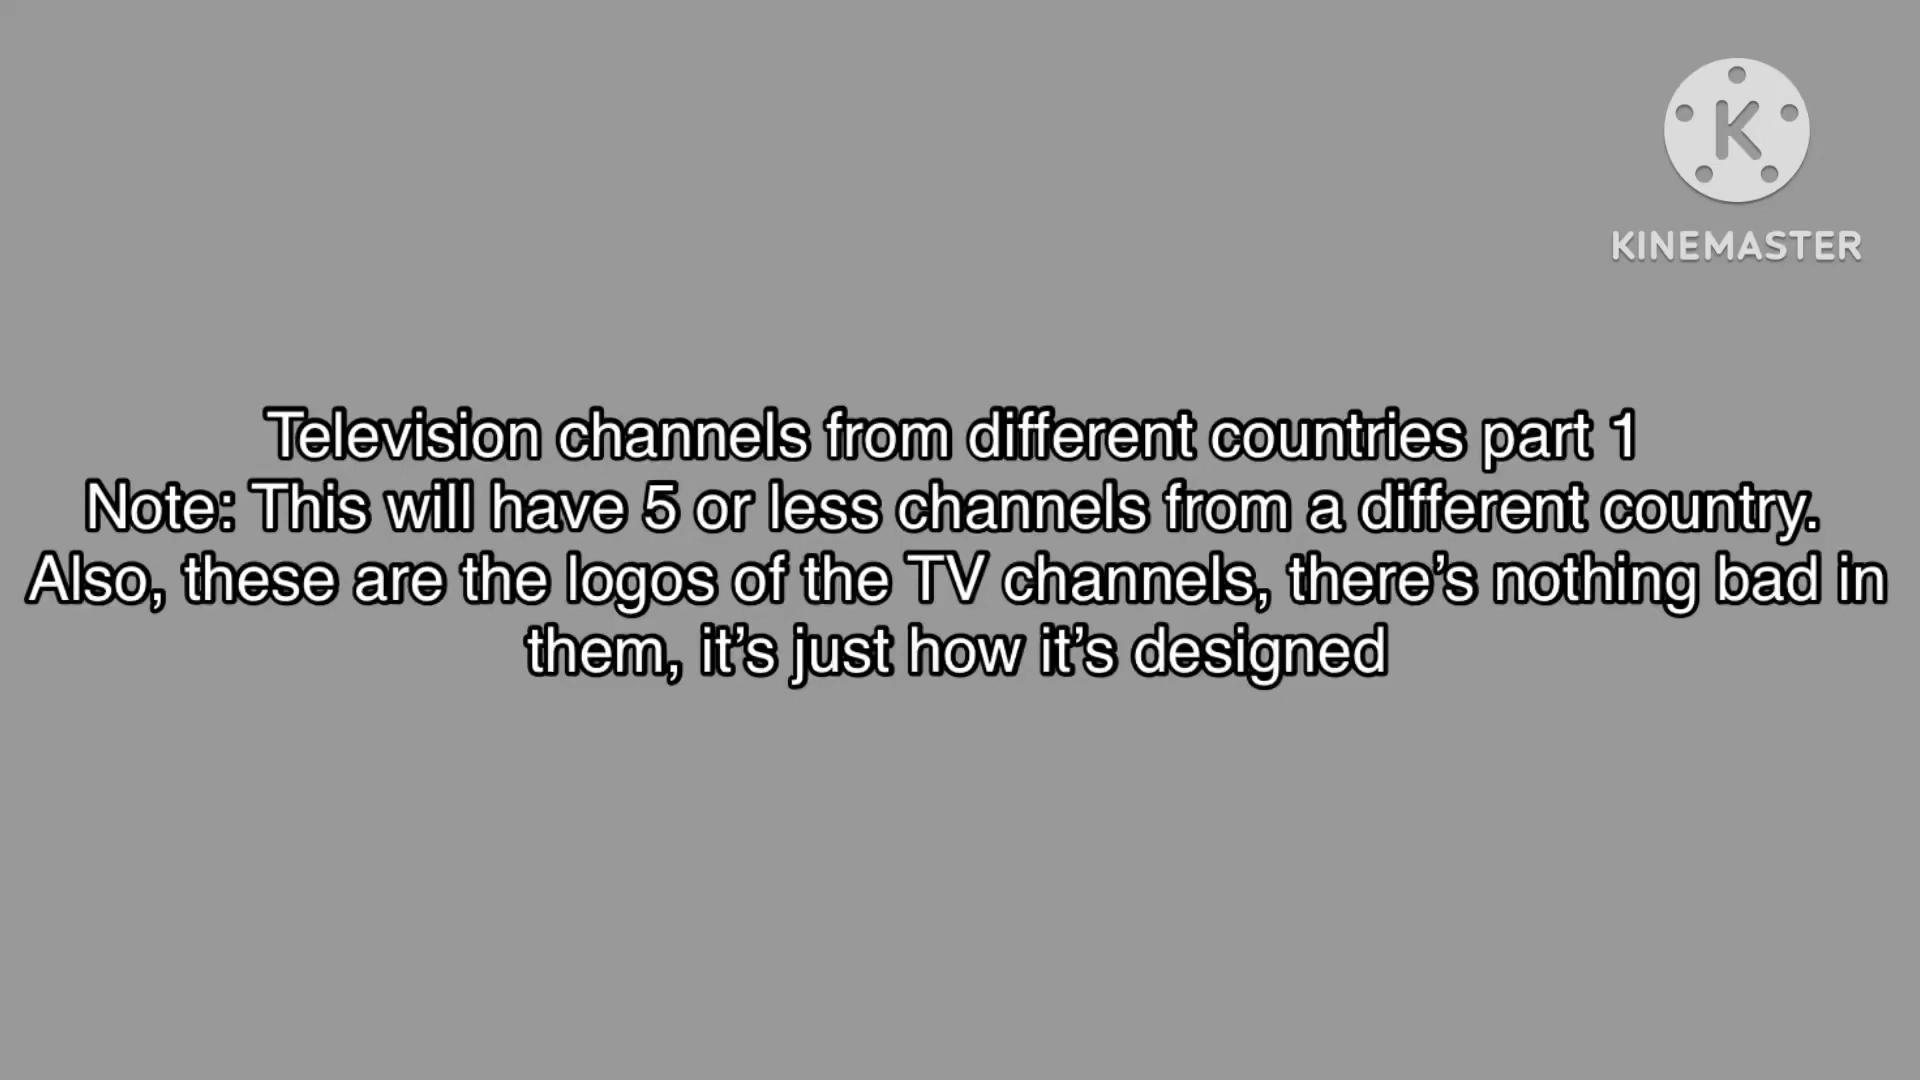 K
KINEMASTER
Television channels from different countries part 1
Note: This will have 5 or less channels from a different country.
Also, these are the logos of the TV channels, there’s nothing bad in
them, it’s just how it’s designed